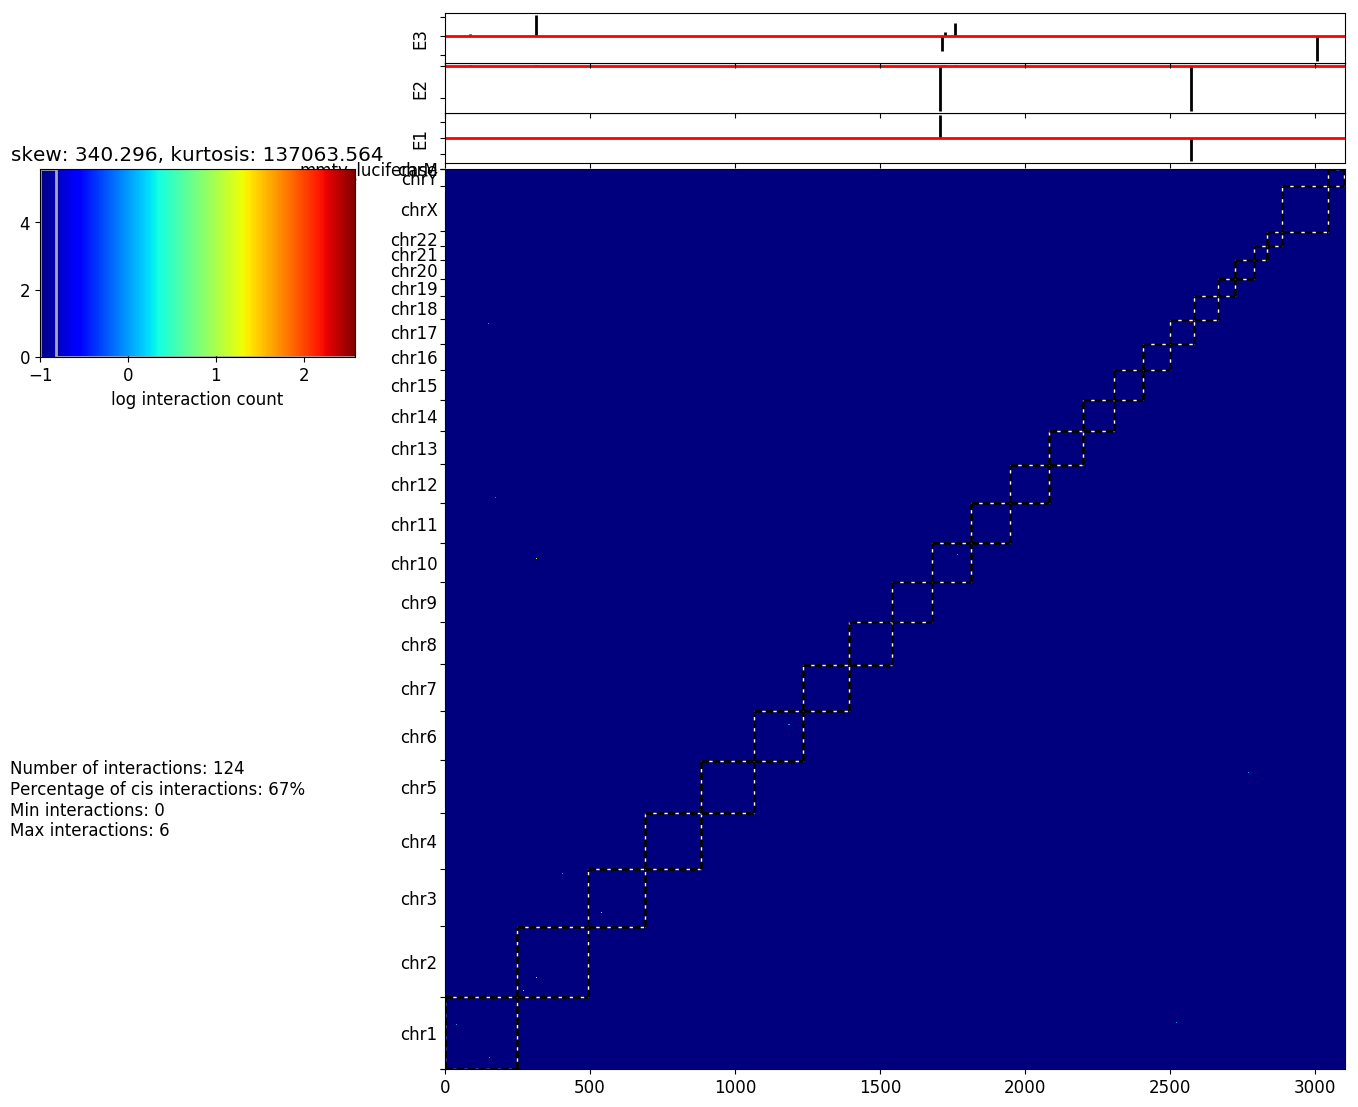 E3
E2
E1
skew: 340.296, kurtosis: 137063.564
mmtv_luciferase
chrM
chrY
chrX
chr22
chr21
chr20
chr19
chr18
chr17
chr16
chr15
chr14
chr13
chr12
chr11
chr10
chr9
chr8
chr7
chr6
chr5
chr4
chr3
chr2
chr1
4
2
0
−1 0 1 2
log interaction count
Number of interactions: 124
Percentage of cis interactions: 67%
Min interactions: 0
Max interactions: 6
0 500 1000 1500 2000 2500 3000